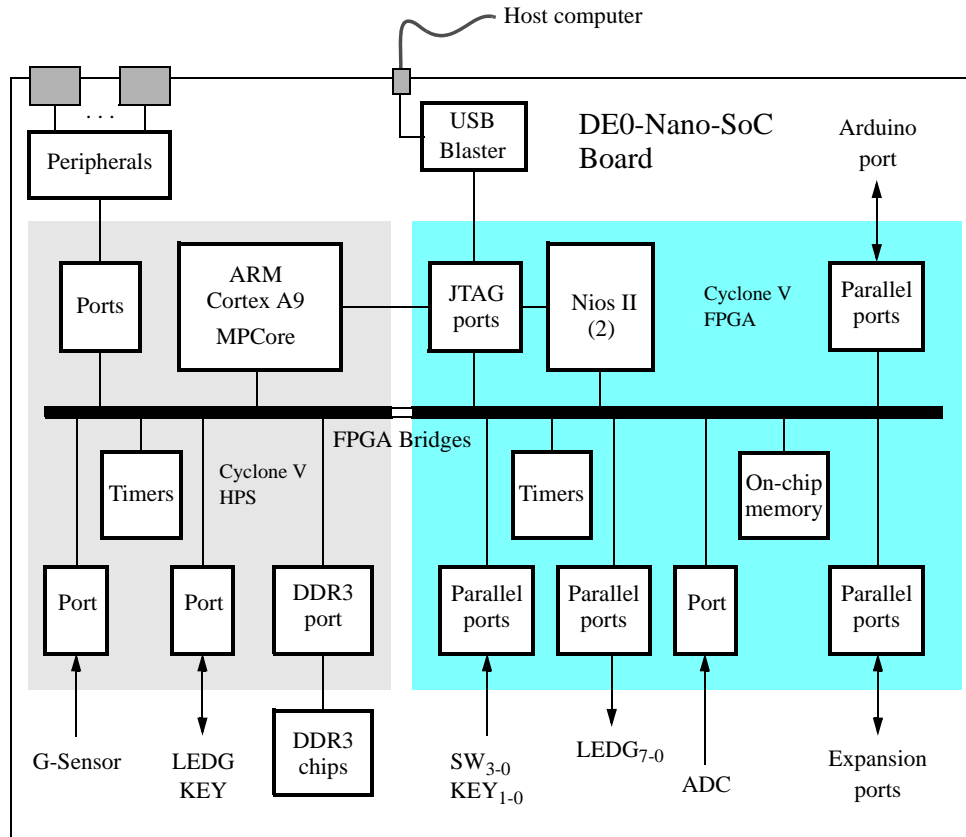 Host computer
USB
Blaster
DE0-Nano-SoC
Board
Arduino
port
. . .
Peripherals
Ports
ARM
Cortex A9
MPCore
JTAG
ports
Nios II
(2)
Cyclone V
FPGA
Parallel
ports
FPGA Bridges
Timers
Cyclone V
HPS
Timers
On-chip
memory
Port
Port
DDR3
port
Parallel
ports
Parallel
ports
Port
Parallel
ports
G-Sensor
LEDG
KEY
DDR3
chips
SW3-0
KEY1-0
LEDG7-0
ADC
Expansion
ports